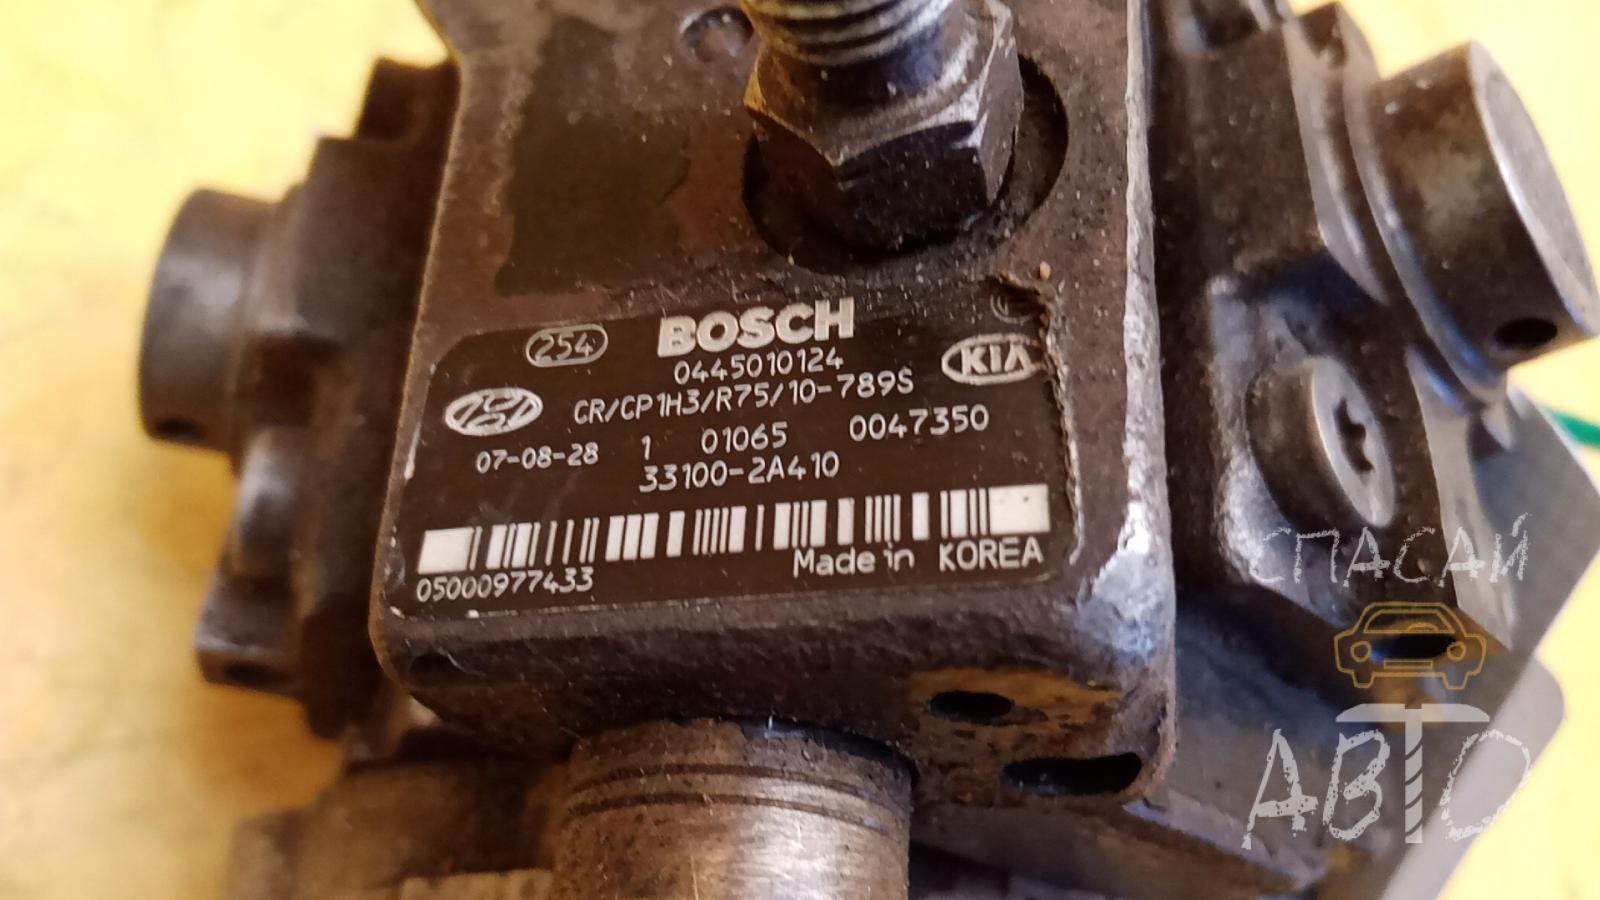 254 BOSCH
0445010124
KIA
CR/CP1H3/R75/10-789S
07-08-28 1 01065 0047350
33100-2A410
Made in KOREA
05000977433
СПАСАЙ
АВТО